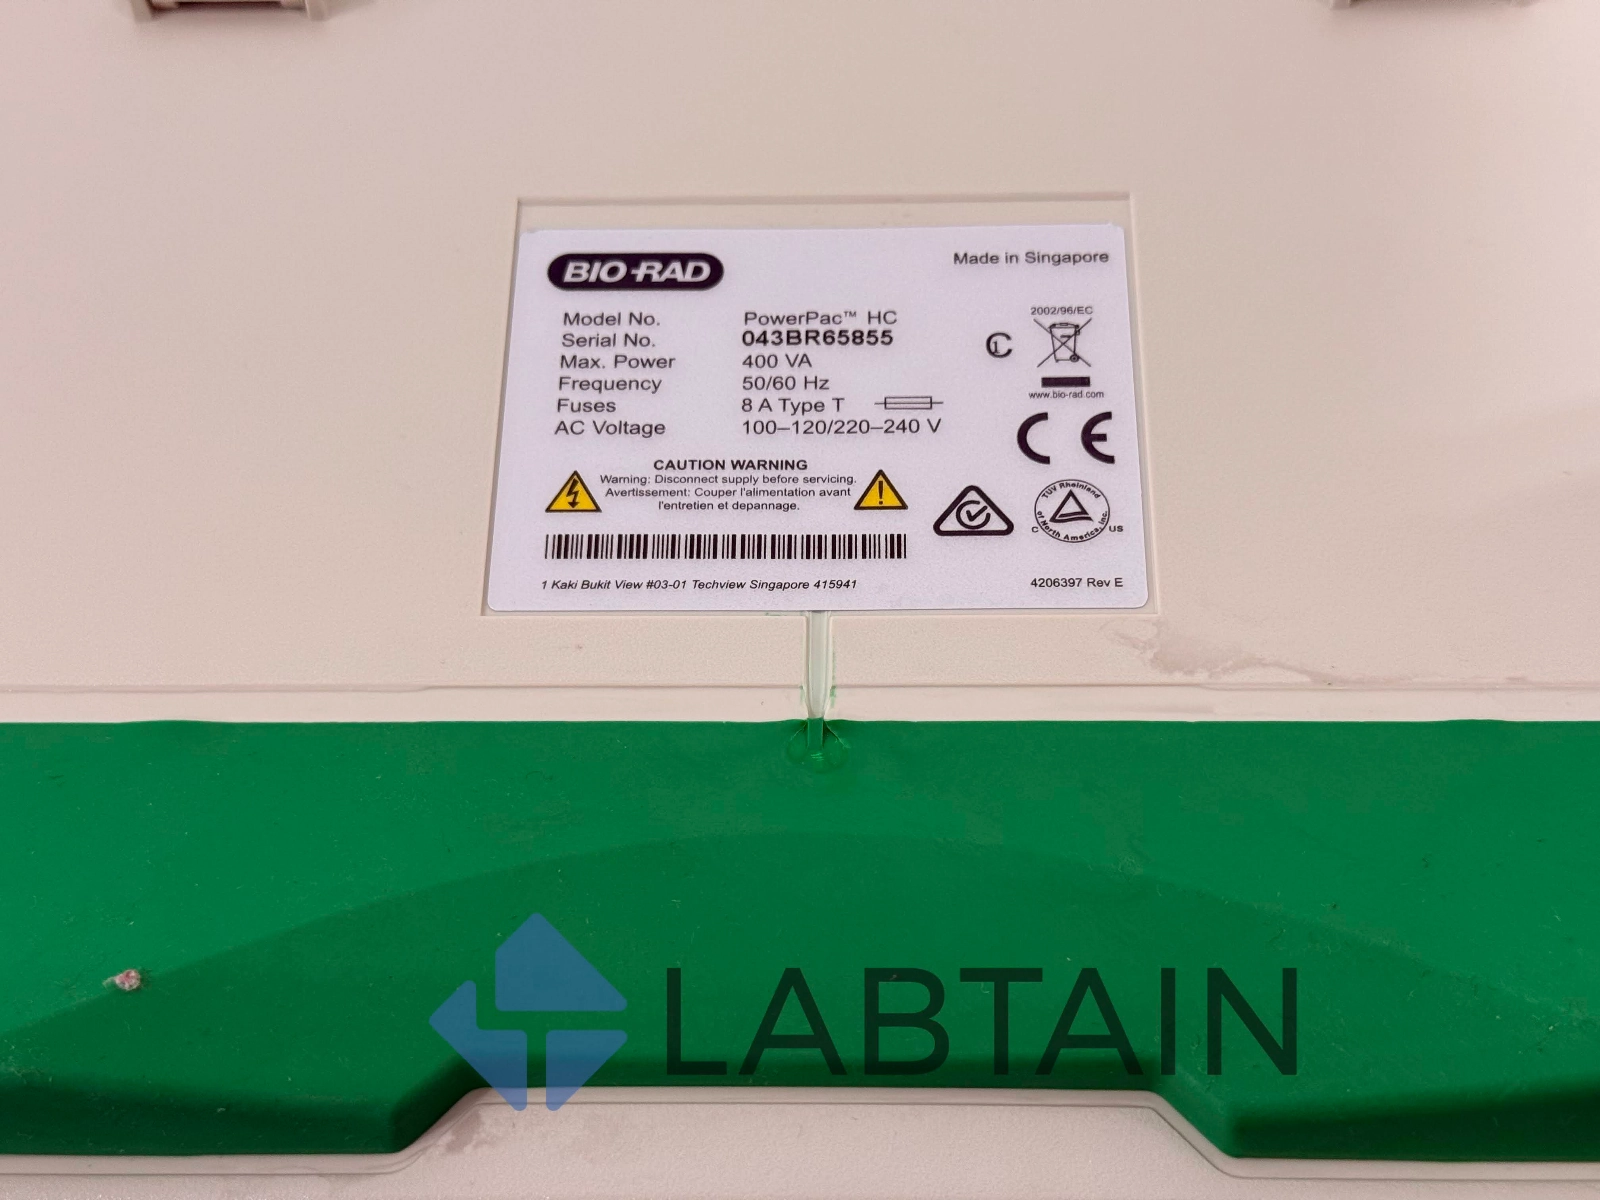 BIO-RAD
Made in Singapore
Model No. PowerPac™ HC
Serial No. 043BR65855
Max. Power 400 VA
Frequency 50/60 Hz
Fuses 8 A Type T
AC Voltage 100–120/220–240 V
2002/96/EC
www.bio-rad.com
CE
CAUTION WARNING
Warning: Disconnect supply before servicing.
Avertissement: Couper l'alimentation avant
l'entretien et depannage.
TÜV Rheinland
of North America, Inc.
C US
1 Kaki Bukit View #03-01 Techview Singapore 415941
4206397 Rev E
LABTAIN